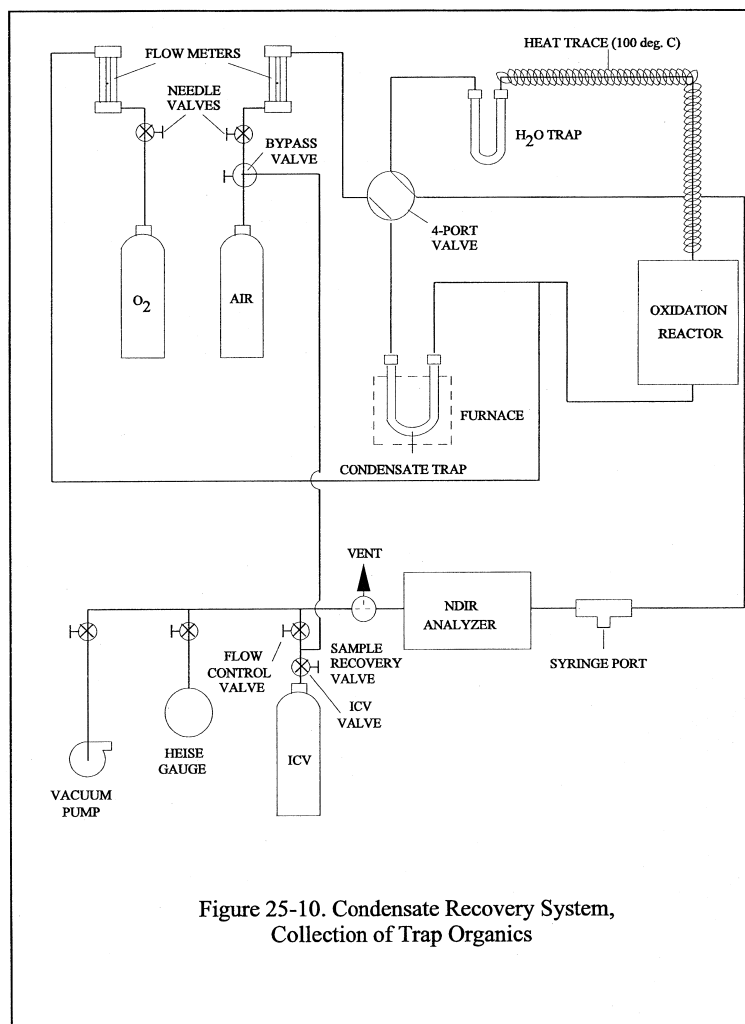 FLOW METERS
HEAT TRACE (100 deg. C)
NEEDLE
VALVES
H2O TRAP
BYPASS
VALVE
4-PORT
VALVE
O2
AIR
OXIDATION
REACTOR
FURNACE
CONDENSATE TRAP
VENT
NDIR
ANALYZER
SYRINGE PORT
FLOW
CONTROL
VALVE
SAMPLE
RECOVERY
VALVE
ICV
VALVE
HEISE
GAUGE
ICV
VACUUM
PUMP
Figure 25-10. Condensate Recovery System,
Collection of Trap Organics